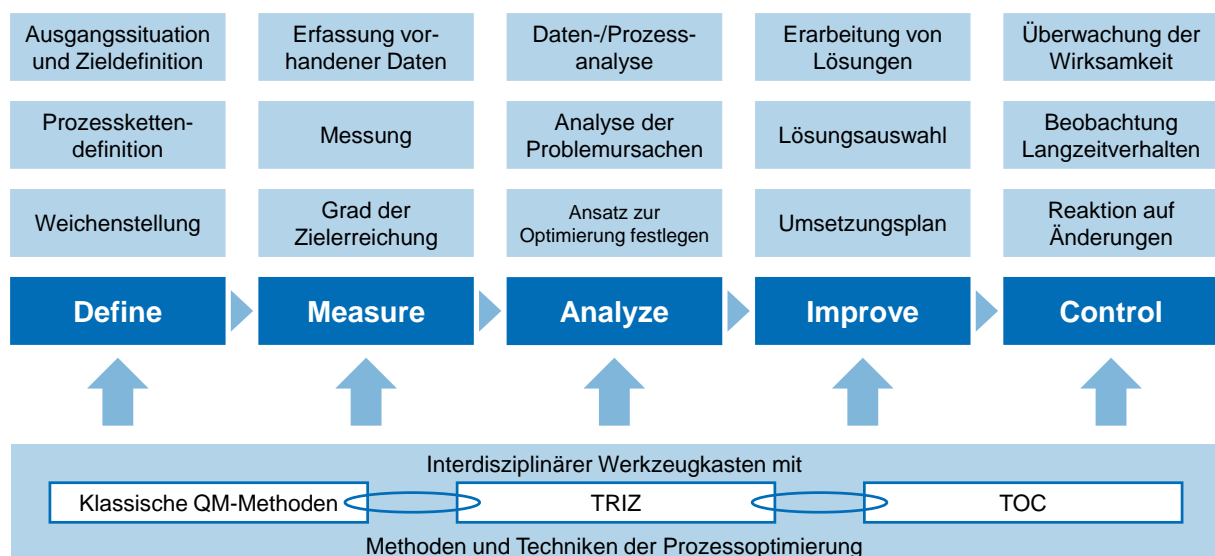 Ausgangssituation
und Zieldefinition
Erfassung vor-
handener Daten
Daten-/Prozess-
analyse
Erarbeitung von
Lösungen
Überwachung der
Wirksamkeit
Prozessketten-
definition
Messung
Analyse der
Problemursachen
Lösungsauswahl
Beobachtung
Langzeitverhalten
Weichenstellung
Grad der
Zielerreichung
Ansatz zur
Optimierung festlegen
Umsetzungsplan
Reaktion auf
Änderungen
Define
Measure
Analyze
Improve
Control
Interdisziplinärer Werkzeugkasten mit
Klassische QM-Methoden
TRIZ
TOC
Methoden und Techniken der Prozessoptimierung